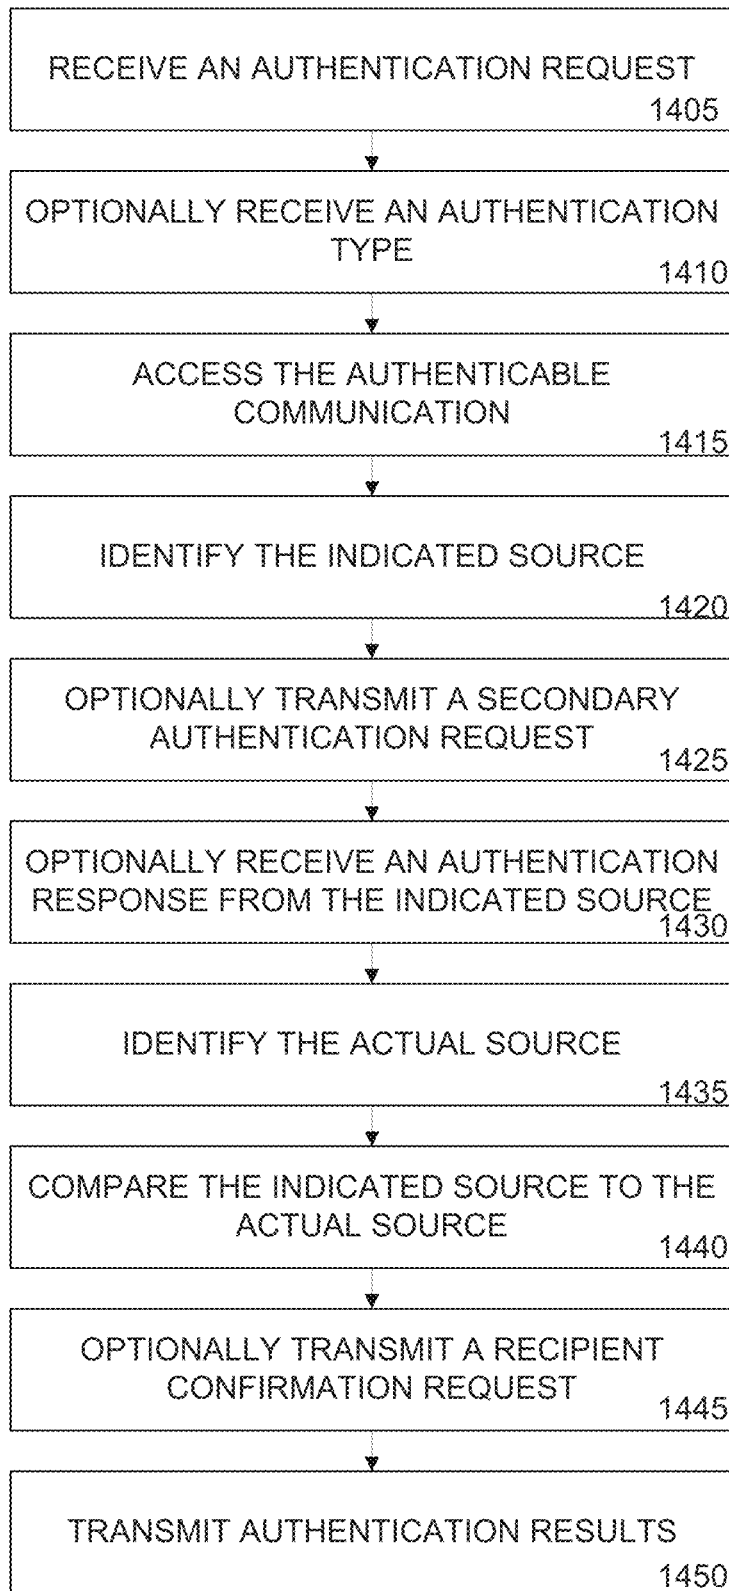 RECEIVE AN AUTHENTICATION REQUEST
1405
OPTIONALLY RECEIVE AN AUTHENTICATION
TYPE
1410
ACCESS THE AUTHENTICABLE
COMMUNICATION
1415
IDENTIFY THE INDICATED SOURCE
1420
OPTIONALLY TRANSMIT A SECONDARY
AUTHENTICATION REQUEST
1425
OPTIONALLY RECEIVE AN AUTHENTICATION
RESPONSE FROM THE INDICATED SOURCE
1430
IDENTIFY THE ACTUAL SOURCE
1435
COMPARE THE INDICATED SOURCE TO THE
ACTUAL SOURCE
1440
OPTIONALLY TRANSMIT A RECIPIENT
CONFIRMATION REQUEST
1445
TRANSMIT AUTHENTICATION RESULTS
1450